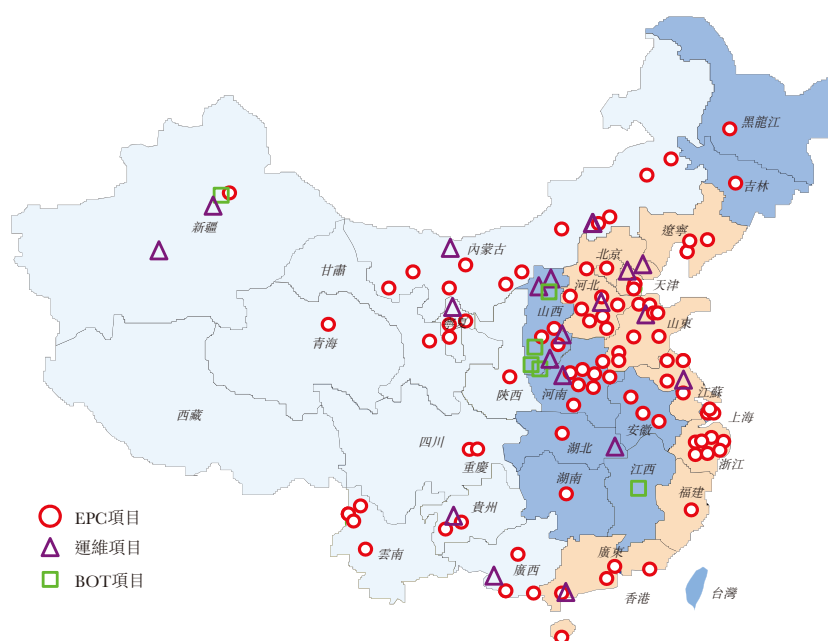 黑龍江
吉林
遼寧
新疆
內蒙古
甘肅
北京
天津
河北
山西
山東
寧夏
青海
陝西
河南
江蘇
上海
西藏
四川
安徽
湖北
重慶
江西
浙江
湖南
福建
貴州
雲南
廣東
廣西
香港
台灣
EPC項目
運維項目
BOT項目